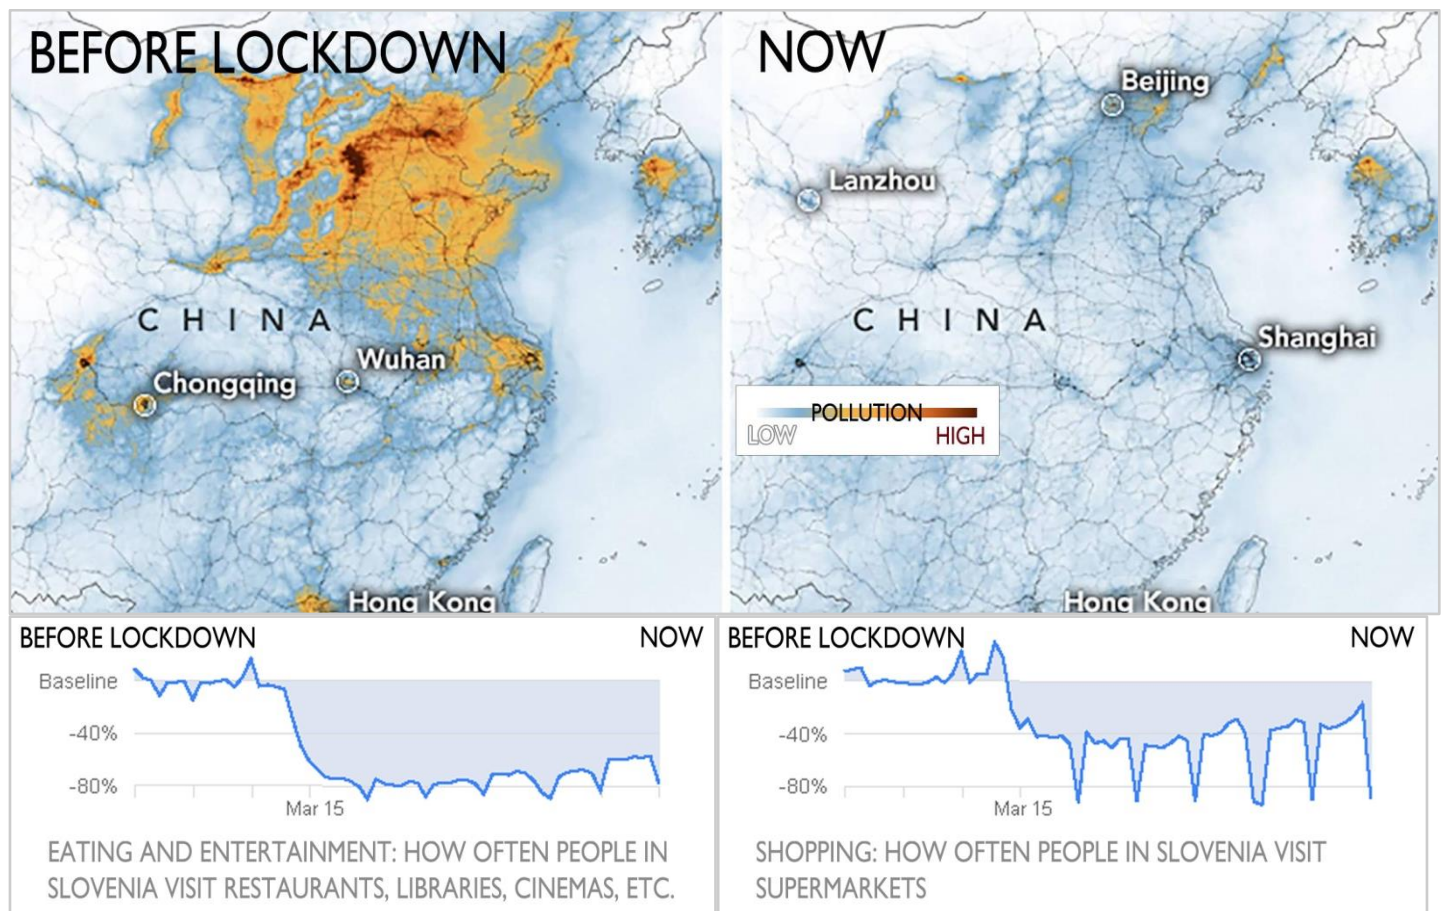 BEFORE LOCKDOWN
CHINA
Wuhan
Chongqing
Hong Kong
NOW
Beijing
Lanzhou
CHINA
Shanghai
POLLUTION
LOW
HIGH
Hong Kong
BEFORE LOCKDOWN
NOW
Baseline
-40%
-80%
Mar 15
EATING AND ENTERTAINMENT: HOW OFTEN PEOPLE IN
SLOVENIA VISIT RESTAURANTS, LIBRARIES, CINEMAS, ETC.
BEFORE LOCKDOWN
NOW
Baseline
-40%
-80%
Mar 15
SHOPPING: HOW OFTEN PEOPLE IN SLOVENIA VISIT
SUPERMARKETS